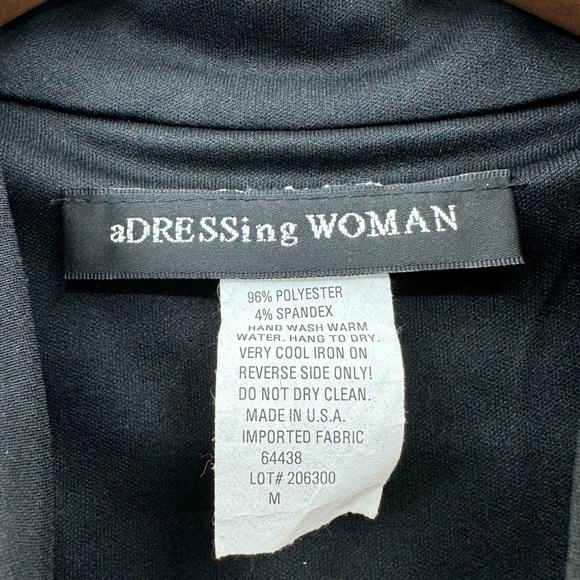 aDRESSing WOMAN
96% POLYESTER
4% SPANDEX
HAND WASH WARM
WATER. HANG TO DRY.
VERY COOL IRON ON
REVERSE SIDE ONLY!
DO NOT DRY CLEAN.
MADE IN U.S.A.
IMPORTED FABRIC
64438
LOT# 206300
M